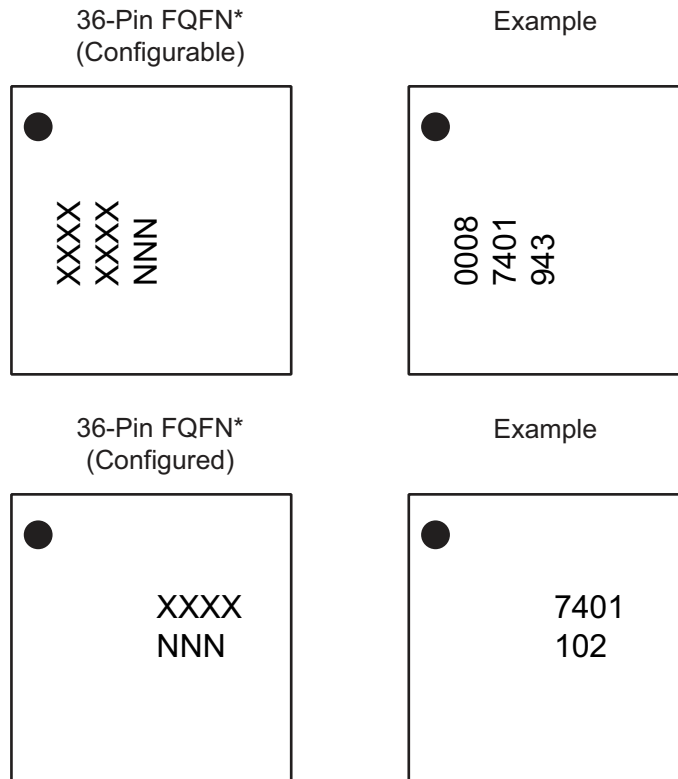 36-Pin FQFN*
(Configurable)
Example
XXXX
XXXX
NNN
0008
7401
943
36-Pin FQFN*
(Configured)
Example
XXXX
NNN
7401
102